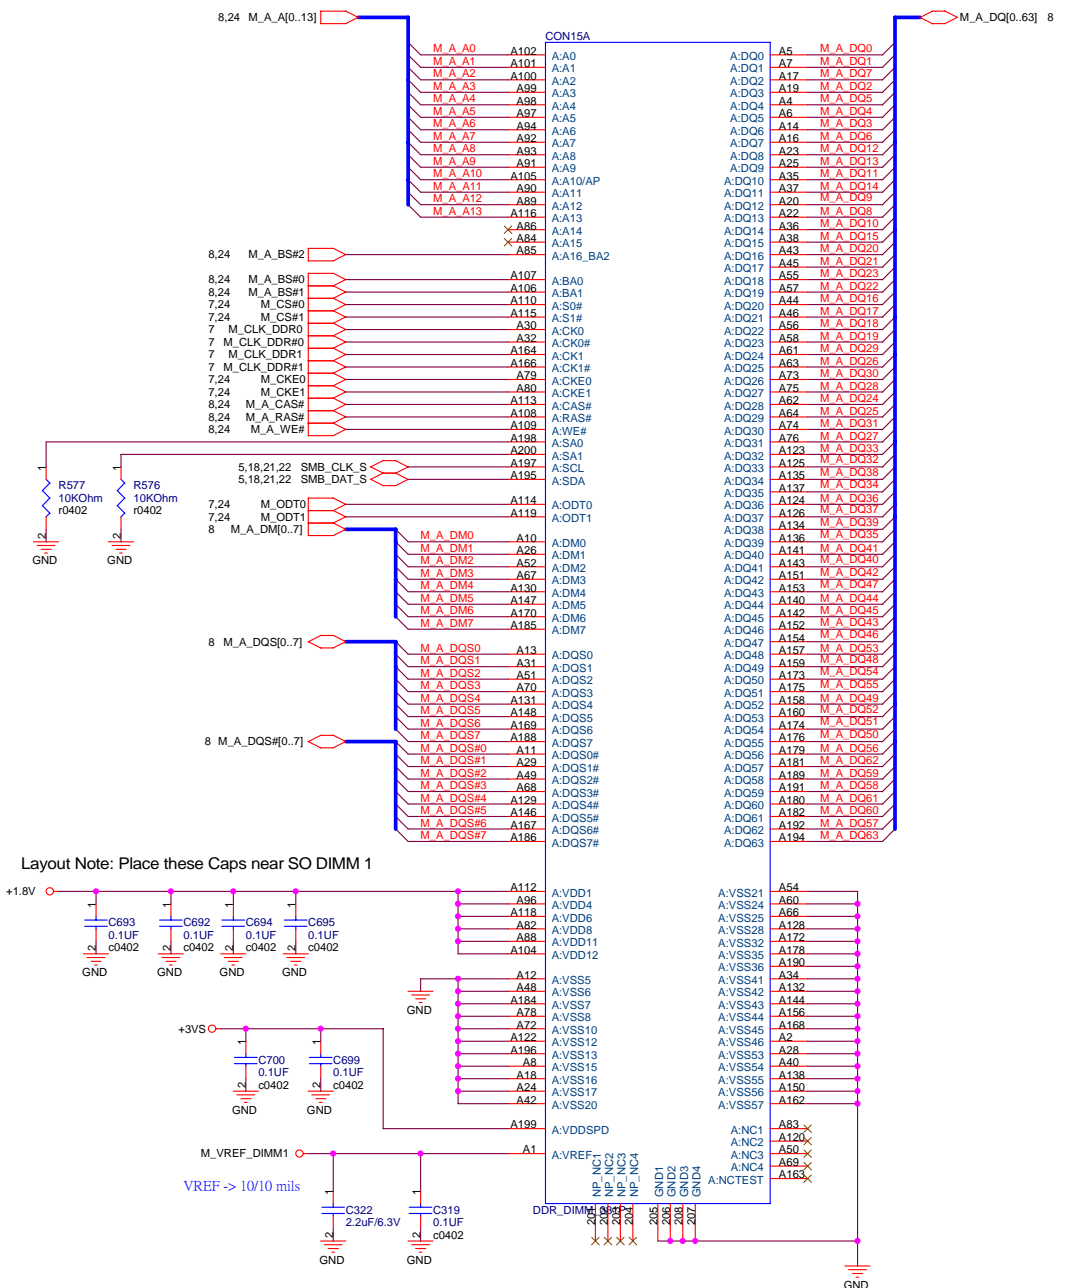 8,24 M_A_A[0..13]
M_A_DQ[0..63] 8
CON15A
M_A_A0 A102 A:A0
M_A_A1 A101 A:A1
M_A_A2 A100 A:A2
M_A_A3 A99 A:A3
M_A_A4 A98 A:A4
M_A_A5 A97 A:A5
M_A_A6 A94 A:A6
M_A_A7 A92 A:A7
M_A_A8 A93 A:A8
M_A_A9 A91 A:A9
M_A_A10 A105 A:A10/AP
M_A_A11 A90 A:A11
M_A_A12 A89 A:A12
M_A_A13 A116 A:A13
A86 A:A14
A84 A:A15
8,24 M_A_BS#2 A85 A:A16_BA2
8,24 M_A_BS#0 A107 A:BA0
8,24 M_A_BS#1 A106 A:BA1
7,24 M_CS#0 A110 A:S0#
7,24 M_CS#1 A115 A:S1#
7 M_CLK_DDR0 A30 A:CK0
7 M_CLK_DDR#0 A32 A:CK0#
7 M_CLK_DDR1 A164 A:CK1
7 M_CLK_DDR#1 A166 A:CK1#
7,24 M_CKE0 A79 A:CKE0
7,24 M_CKE1 A80 A:CKE1
8,24 M_A_CAS# A113 A:CAS#
8,24 M_A_RAS# A108 A:RAS#
8,24 M_A_WE# A109 A:WE#
A198 A:SA0
A200 A:SA1
5,18,21,22 SMB_CLK_S A197 A:SCL
5,18,21,22 SMB_DAT_S A195 A:SDA
1 R577 10KOhm r0402 2 GND
1 R576 10KOhm r0402 2 GND
7,24 M_ODT0 A114 A:ODT0
7,24 M_ODT1 A119 A:ODT1
8 M_A_DM[0..7]
M_A_DM0 A10 A:DM0
M_A_DM1 A26 A:DM1
M_A_DM2 A52 A:DM2
M_A_DM3 A67 A:DM3
M_A_DM4 A130 A:DM4
M_A_DM5 A147 A:DM5
M_A_DM6 A170 A:DM6
M_A_DM7 A185 A:DM7
8 M_A_DQS[0..7]
M_A_DQS0 A13 A:DQS0
M_A_DQS1 A31 A:DQS1
M_A_DQS2 A51 A:DQS2
M_A_DQS3 A70 A:DQS3
M_A_DQS4 A131 A:DQS4
M_A_DQS5 A148 A:DQS5
M_A_DQS6 A169 A:DQS6
M_A_DQS7 A188 A:DQS7
8 M_A_DQS#[0..7]
M_A_DQS#0 A11 A:DQS0#
M_A_DQS#1 A29 A:DQS1#
M_A_DQS#2 A49 A:DQS2#
M_A_DQS#3 A68 A:DQS3#
M_A_DQS#4 A129 A:DQS4#
M_A_DQS#5 A146 A:DQS5#
M_A_DQS#6 A167 A:DQS6#
M_A_DQS#7 A186 A:DQS7#
A:DQ0 A5 M_A_DQ0
A:DQ1 A7 M_A_DQ1
A:DQ2 A17 M_A_DQ7
A:DQ3 A19 M_A_DQ2
A:DQ4 A4 M_A_DQ5
A:DQ5 A6 M_A_DQ4
A:DQ6 A14 M_A_DQ3
A:DQ7 A16 M_A_DQ6
A:DQ8 A23 M_A_DQ12
A:DQ9 A25 M_A_DQ13
A:DQ10 A35 M_A_DQ11
A:DQ11 A37 M_A_DQ14
A:DQ12 A20 M_A_DQ9
A:DQ13 A22 M_A_DQ8
A:DQ14 A36 M_A_DQ10
A:DQ15 A38 M_A_DQ15
A:DQ16 A43 M_A_DQ20
A:DQ17 A45 M_A_DQ21
A:DQ18 A55 M_A_DQ23
A:DQ19 A57 M_A_DQ22
A:DQ20 A44 M_A_DQ16
A:DQ21 A46 M_A_DQ17
A:DQ22 A56 M_A_DQ18
A:DQ23 A58 M_A_DQ19
A:DQ24 A61 M_A_DQ29
A:DQ25 A63 M_A_DQ26
A:DQ26 A73 M_A_DQ30
A:DQ27 A75 M_A_DQ28
A:DQ28 A62 M_A_DQ24
A:DQ29 A64 M_A_DQ25
A:DQ30 A74 M_A_DQ31
A:DQ31 A76 M_A_DQ27
A:DQ32 A123 M_A_DQ33
A:DQ33 A125 M_A_DQ32
A:DQ34 A135 M_A_DQ38
A:DQ35 A137 M_A_DQ34
A:DQ36 A124 M_A_DQ36
A:DQ37 A126 M_A_DQ37
A:DQ38 A134 M_A_DQ39
A:DQ39 A136 M_A_DQ35
A:DQ40 A141 M_A_DQ41
A:DQ41 A143 M_A_DQ40
A:DQ42 A151 M_A_DQ42
A:DQ43 A153 M_A_DQ47
A:DQ44 A140 M_A_DQ44
A:DQ45 A142 M_A_DQ45
A:DQ46 A152 M_A_DQ43
A:DQ47 A154 M_A_DQ46
A:DQ48 A157 M_A_DQ53
A:DQ49 A159 M_A_DQ48
A:DQ50 A173 M_A_DQ54
A:DQ51 A175 M_A_DQ55
A:DQ52 A158 M_A_DQ49
A:DQ53 A160 M_A_DQ52
A:DQ54 A174 M_A_DQ51
A:DQ55 A176 M_A_DQ50
A:DQ56 A179 M_A_DQ56
A:DQ57 A181 M_A_DQ62
A:DQ58 A189 M_A_DQ59
A:DQ59 A191 M_A_DQ58
A:DQ60 A180 M_A_DQ61
A:DQ61 A182 M_A_DQ60
A:DQ62 A192 M_A_DQ57
A:DQ63 A194 M_A_DQ63
Layout Note: Place these Caps near SO DIMM 1
+1.8V
1 C693 0.1UF c0402 2 GND
1 C692 0.1UF c0402 2 GND
1 C694 0.1UF c0402 2 GND
1 C695 0.1UF c0402 2 GND
A112 A:VDD1
A96 A:VDD4
A118 A:VDD6
A82 A:VDD8
A88 A:VDD11
A104 A:VDD12
GND
A12 A:VSS5
A48 A:VSS6
A184 A:VSS7
A78 A:VSS8
A72 A:VSS10
A122 A:VSS12
A196 A:VSS13
A8 A:VSS15
A18 A:VSS16
A24 A:VSS17
A42 A:VSS20
+3VS
1 C700 0.1UF c0402 2 GND
1 C699 0.1UF c0402 2 GND
A199 A:VDDSPD
M_VREF_DIMM1 A1 A:VREF
VREF -> 10/10 mils
1 C322 2.2uF/6.3V 2 GND
1 C319 0.1UF c0402 2 GND
A:VSS21 A54
A:VSS24 A60
A:VSS25 A66
A:VSS28 A128
A:VSS32 A172
A:VSS35 A178
A:VSS36 A190
A:VSS41 A34
A:VSS42 A132
A:VSS43 A144
A:VSS44 A156
A:VSS45 A168
A:VSS46 A2
A:VSS53 A28
A:VSS54 A40
A:VSS55 A138
A:VSS56 A150
A:VSS57 A162
A:NC1 A83
A:NC2 A120
A:NC3 A50
A:NC4 A69
A:NCTEST A163
NP_NC1 NP_NC2 NP_NC3 NP_NC4
GND1 GND2 GND3 GND4
205 206 208 207
204
GND